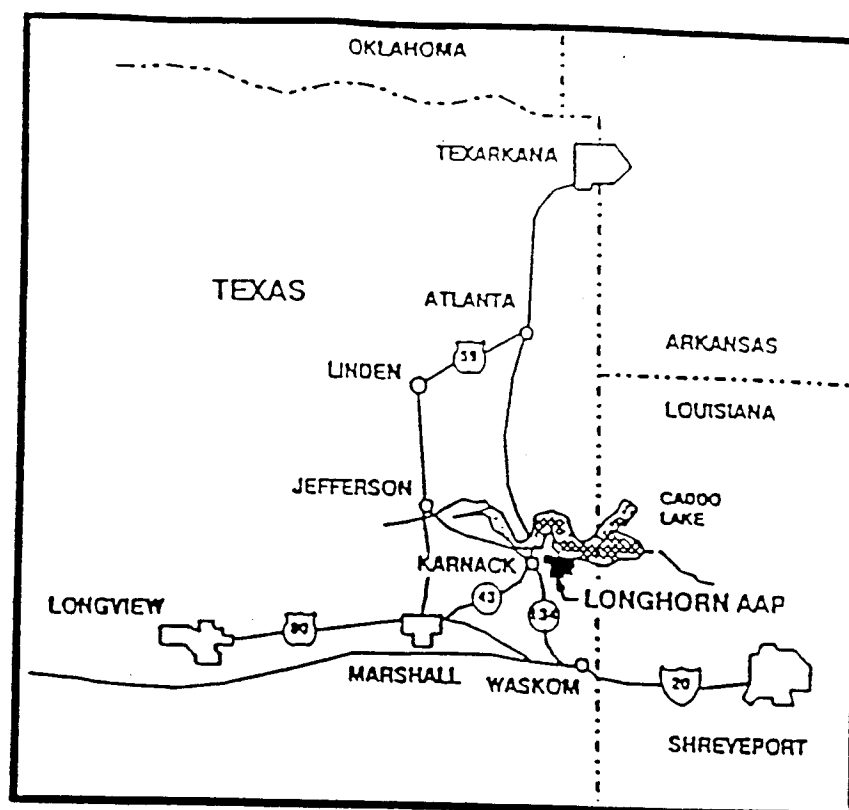 OKLAHOMA
TEXARKANA
TEXAS
ATLANTA
59
LINDEN
ARKANSAS
LOUISIANA
JEFFERSON
CADDO
LAKE
KARNACK
43
134
LONGHORN AAP
LONGVIEW
80
MARSHALL
WASKOM
20
SHREVEPORT